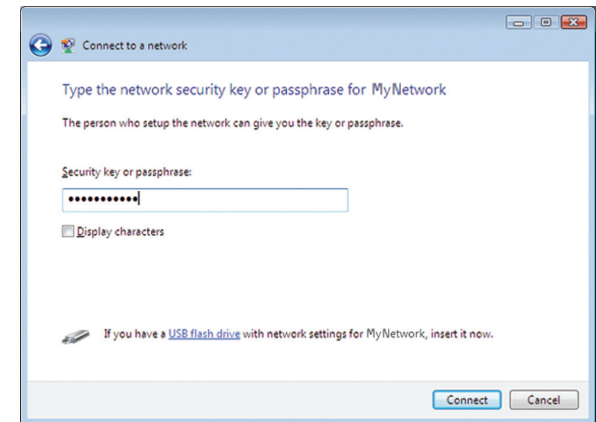 Connect to a network
Type the network security key or passphrase for MyNetwork
The person who setup the network can give you the key or passphrase.
Security key or passphrase:
•••••••••••
Display characters
If you have a USB flash drive with network settings for MyNetwork, insert it now.
Connect Cancel